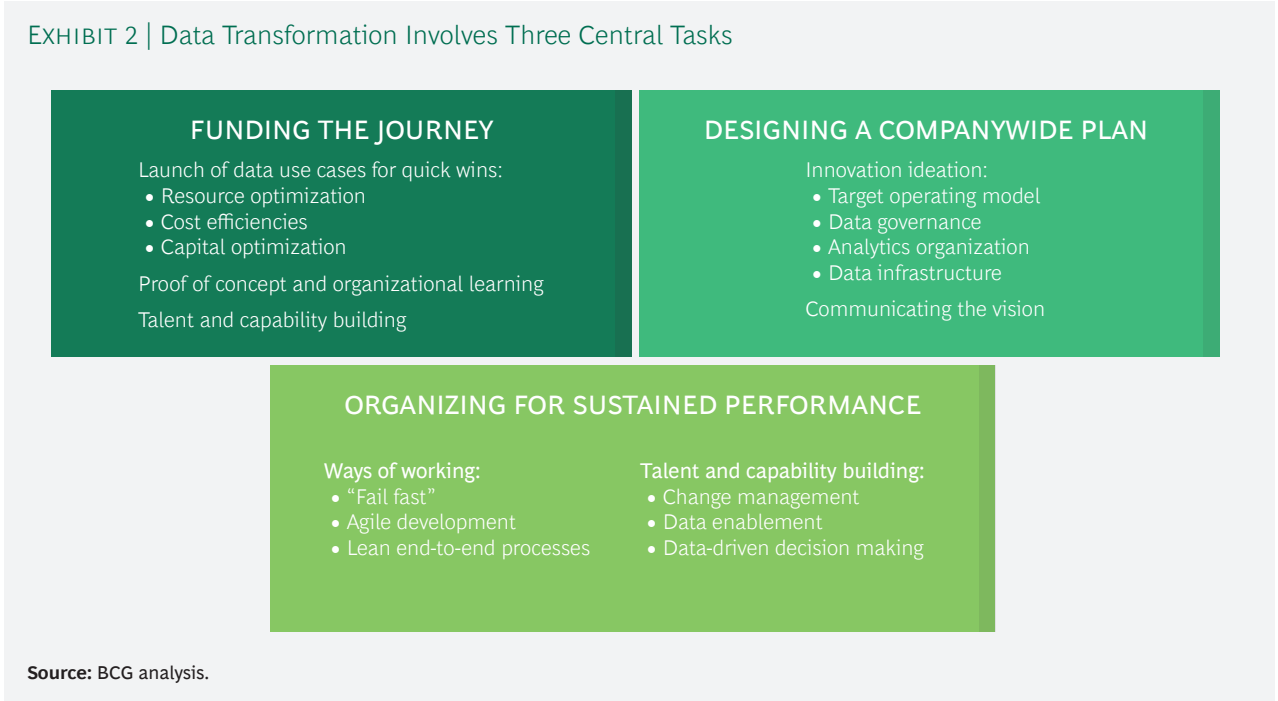 EXHIBIT 2 | Data Transformation Involves Three Central Tasks
FUNDING THE JOURNEY
Launch of data use cases for quick wins:
• Resource optimization
• Cost efficiencies
• Capital optimization
Proof of concept and organizational learning
Talent and capability building
DESIGNING A COMPANYWIDE PLAN
Innovation ideation:
• Target operating model
• Data governance
• Analytics organization
• Data infrastructure
Communicating the vision
ORGANIZING FOR SUSTAINED PERFORMANCE
Ways of working:
• “Fail fast”
• Agile development
• Lean end-to-end processes
Talent and capability building:
• Change management
• Data enablement
• Data-driven decision making
Source: BCG analysis.